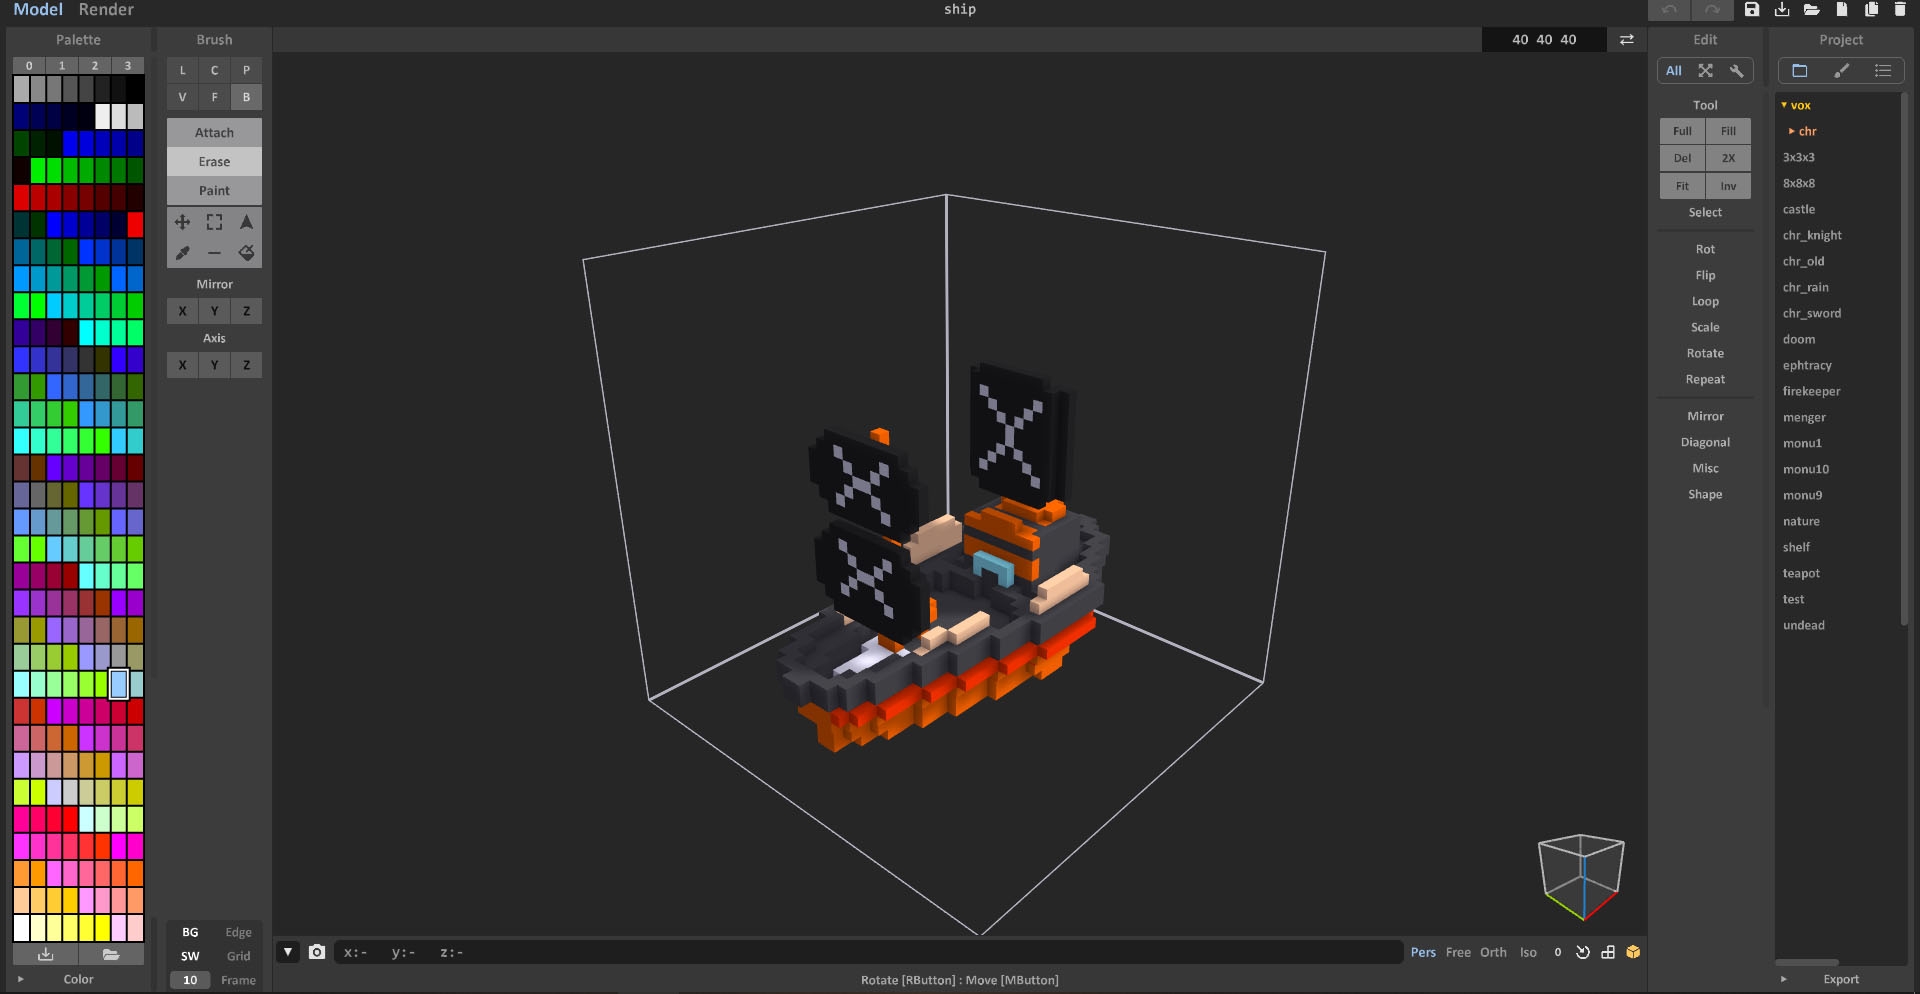 Model Render
ship
Palette
0 1 2 3
Color
Brush
L C P
V F B
Attach
Erase
Paint
Mirror
X Y Z
Axis
X Y Z
BG Edge
SW Grid
10 Frame
40 40 40
x:- y:- z:-
Pers Free Orth Iso 0
Rotate [RButton] : Move [MButton]
Edit
All
Tool
Full Fill
Del 2X
Fit Inv
Select
Rot
Flip
Loop
Scale
Rotate
Repeat
Mirror
Diagonal
Misc
Shape
Project
vox
chr
3x3x3
8x8x8
castle
chr_knight
chr_old
chr_rain
chr_sword
doom
ephtracy
firekeeper
menger
monu1
monu10
monu9
nature
shelf
teapot
test
undead
Export